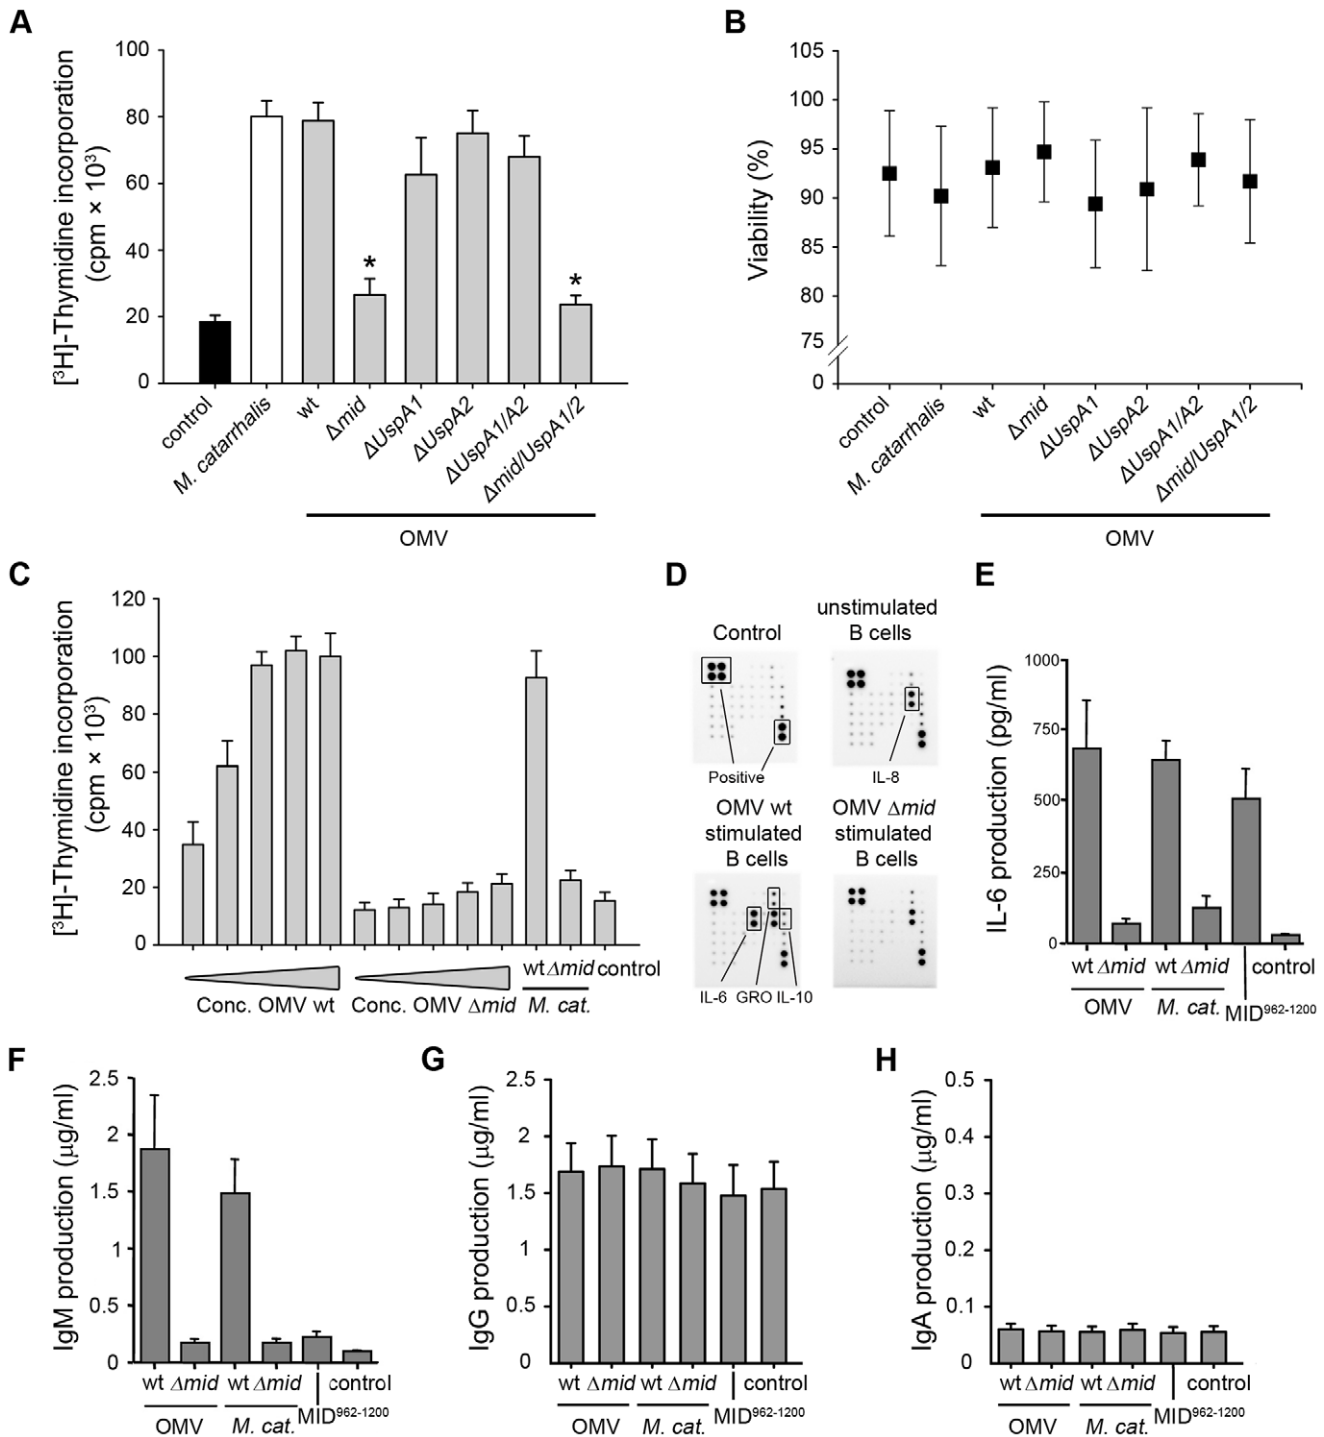 A
[³H]-Thymidine incorporation
(cpm × 10³)
100
80
60
40
20
0
*
*
control
M. catarrhalis
wt
Δmid
ΔUspA1
ΔUspA2
ΔUspA1/A2
Δmid/UspA1/2
OMV
B
Viability (%)
105
100
95
90
85
80
75
0
control
M. catarrhalis
wt
Δmid
ΔUspA1
ΔUspA2
ΔUspA1/A2
Δmid/UspA1/2
OMV
C
[³H]-Thymidine incorporation
(cpm × 10³)
120
100
80
60
40
20
0
wt Δmid control
Conc. OMV wt
Conc. OMV Δmid
M. cat.
D
Control
unstimulated
B cells
Positive
IL-8
OMV wt
stimulated
B cells
OMV Δmid
stimulated
B cells
IL-6 GRO IL-10
E
IL-6 production (pg/ml)
1000
750
500
250
0
wt Δmid wt Δmid control
OMV M. cat. MID⁹⁶²⁻¹²⁰⁰
F
IgM production (µg/ml)
2.5
2
1.5
1
0.5
0
wt Δmid wt Δmid control
OMV M. cat. MID⁹⁶²⁻¹²⁰⁰
G
IgG production (µg/ml)
2.5
2
1.5
1
0.5
0
wt Δmid wt Δmid control
OMV M. cat. MID⁹⁶²⁻¹²⁰⁰
H
IgA production (µg/ml)
0.5
0.4
0.3
0.2
0.1
0
wt Δmid wt Δmid control
OMV M. cat. MID⁹⁶²⁻¹²⁰⁰